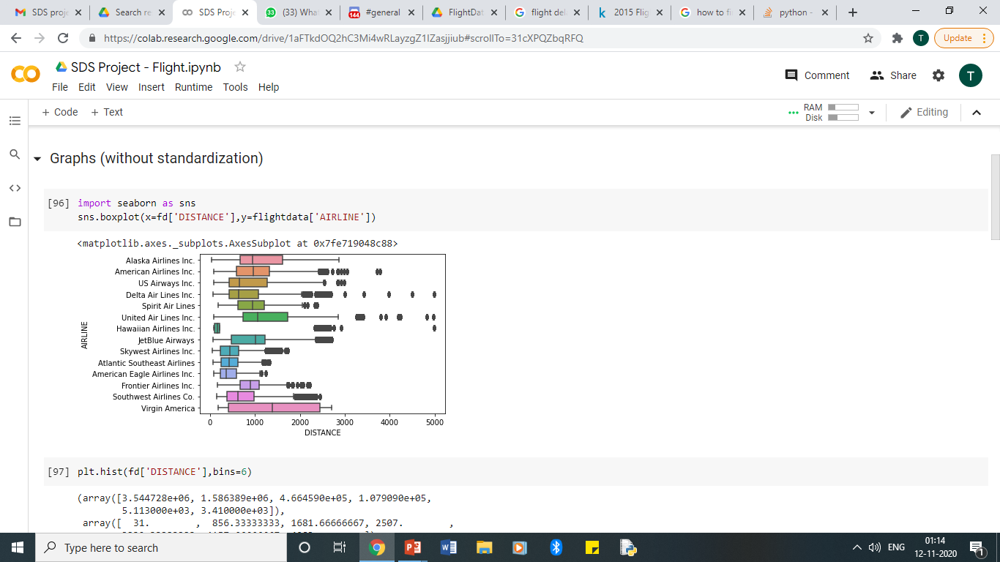 SDS proje
Search re
SDS Proje
(33) What
#general
FlightDat
flight del
2015 Flig
how to fi
python -
https://colab.research.google.com/drive/1aFTkdOQ2hC3Mi4wRLayzgZ1IZasjjiub#scrollTo=31cXPQZbqRFQ
T
Update
SDS Project - Flight.ipynb
Comment
Share
T
File Edit View Insert Runtime Tools Help
+ Code + Text
RAM
Disk
Editing
Graphs (without standardization)
[96] import seaborn as sns
sns.boxplot(x=fd['DISTANCE'],y=flightdata['AIRLINE'])
<matplotlib.axes._subplots.AxesSubplot at 0x7fe719048c88>
Alaska Airlines Inc.
American Airlines Inc.
US Airways Inc.
Delta Air Lines Inc.
Spirit Air Lines
United Air Lines Inc.
Hawaiian Airlines Inc.
JetBlue Airways
Skywest Airlines Inc.
Atlantic Southeast Airlines
American Eagle Airlines Inc.
Frontier Airlines Inc.
Southwest Airlines Co.
Virgin America
AIRLINE
0 1000 2000 3000 4000 5000
DISTANCE
[97] plt.hist(fd['DISTANCE'],bins=6)
(array([3.544728e+06, 1.586389e+06, 4.664590e+05, 1.079090e+05,
5.113000e+03, 3.410000e+03]),
array([ 31. , 856.33333333, 1681.66666667, 2507. ,
Type here to search
ENG
01:14
12-11-2020
1